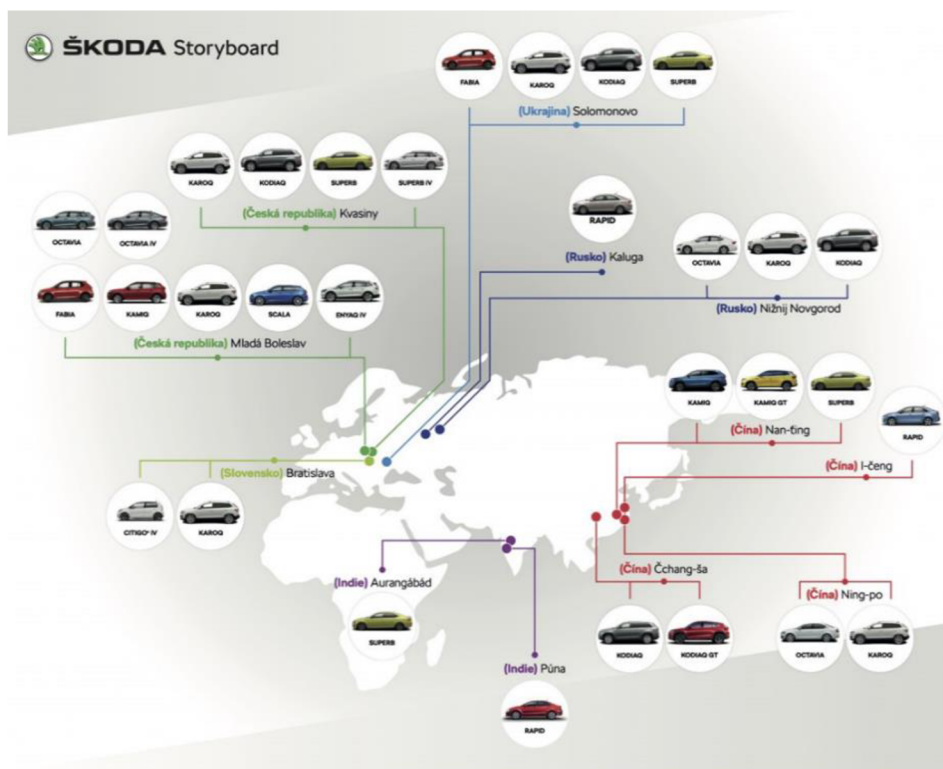 ŠKODA Storyboard
FABIA
KAROQ
KODIAQ
SUPERB
(Ukrajina) Solomonovo
KAROQ
KODIAQ
SUPERB
SUPERB IV
(Česká republika) Kvasiny
RAPID
(Rusko) Kaluga
OCTAVIA
KAROQ
KODIAQ
(Rusko) Nižnij Novgorod
OCTAVIA
OCTAVIA IV
FABIA
KAMIQ
KAROQ
SCALA
ENYAQ IV
(Česká republika) Mladá Boleslav
KAMIQ
KAMIQ GT
SUPERB
(Čína) Nan-ťing
RAPID
(Čína) I-čeng
(Slovensko) Bratislava
CITIGOᵉ IV
KAROQ
(Indie) Aurangábád
SUPERB
(Čína) Čchang-ša
KODIAQ
KODIAQ GT
(Čína) Ning-po
OCTAVIA
KAROQ
(Indie) Púna
RAPID